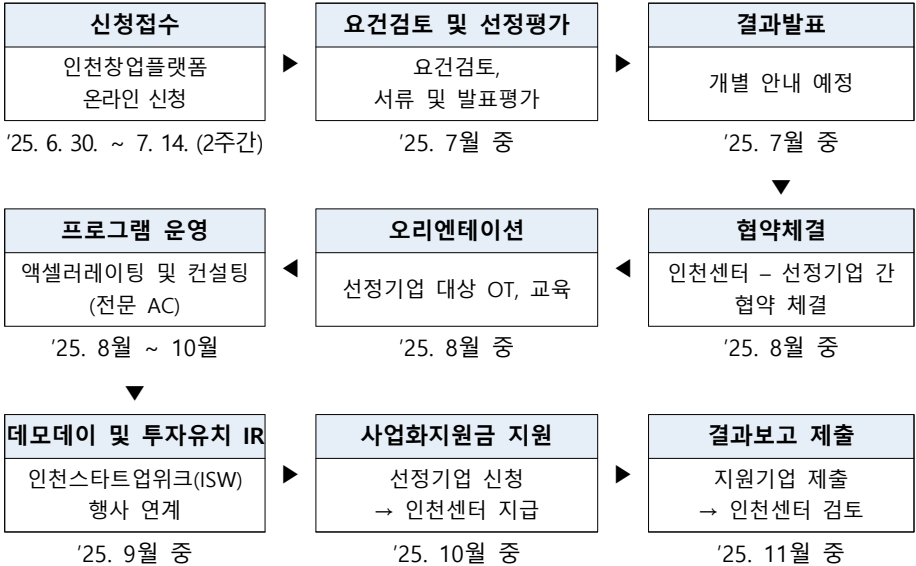 신청접수
인천창업플랫폼
온라인 신청
'25. 6. 30. ~ 7. 14. (2주간)
▶
요건검토 및 선정평가
요건검토,
서류 및 발표평가
'25. 7월 중
▶
결과발표
개별 안내 예정
'25. 7월 중
▼
협약체결
인천센터 – 선정기업 간
협약 체결
'25. 8월 중
◀
오리엔테이션
선정기업 대상 OT, 교육
'25. 8월 중
◀
프로그램 운영
액셀러레이팅 및 컨설팅
(전문 AC)
'25. 8월 ~ 10월
▼
데모데이 및 투자유치 IR
인천스타트업위크(ISW)
행사 연계
'25. 9월 중
▶
사업화지원금 지원
선정기업 신청
→ 인천센터 지급
'25. 10월 중
▶
결과보고 제출
지원기업 제출
→ 인천센터 검토
'25. 11월 중